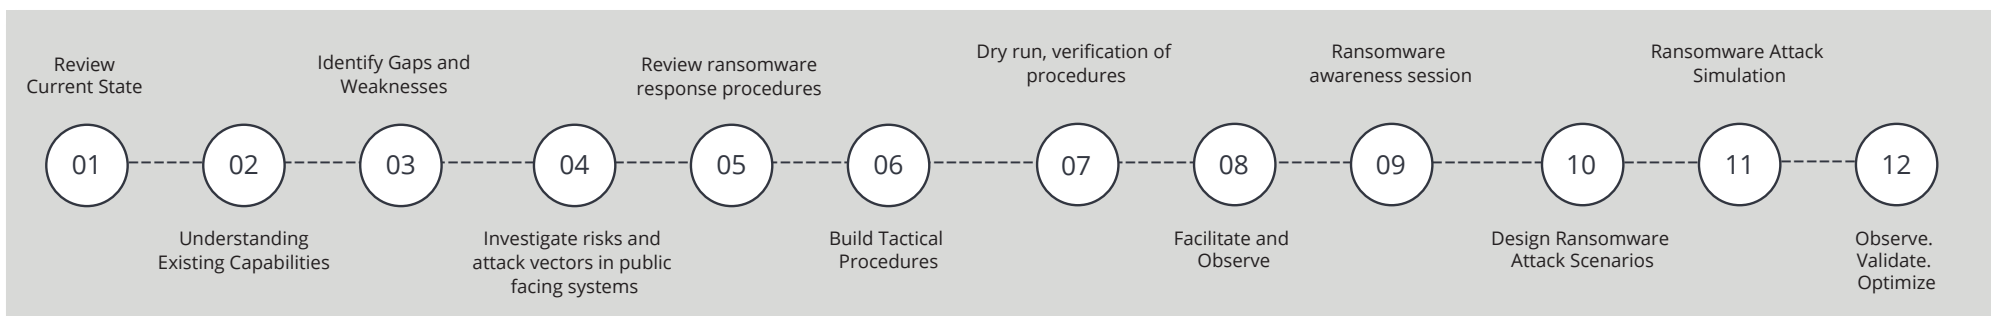 Review
Current State
01
02
Understanding
Existing Capabilities
Identify Gaps and
Weaknesses
03
04
Investigate risks and
attack vectors in public
facing systems
Review ransomware
response procedures
05
06
Build Tactical
Procedures
Dry run, verification of
procedures
07
08
Facilitate and
Observe
Ransomware
awareness session
09
10
Design Ransomware
Attack Scenarios
Ransomware Attack
Simulation
11
12
Observe.
Validate.
Optimize